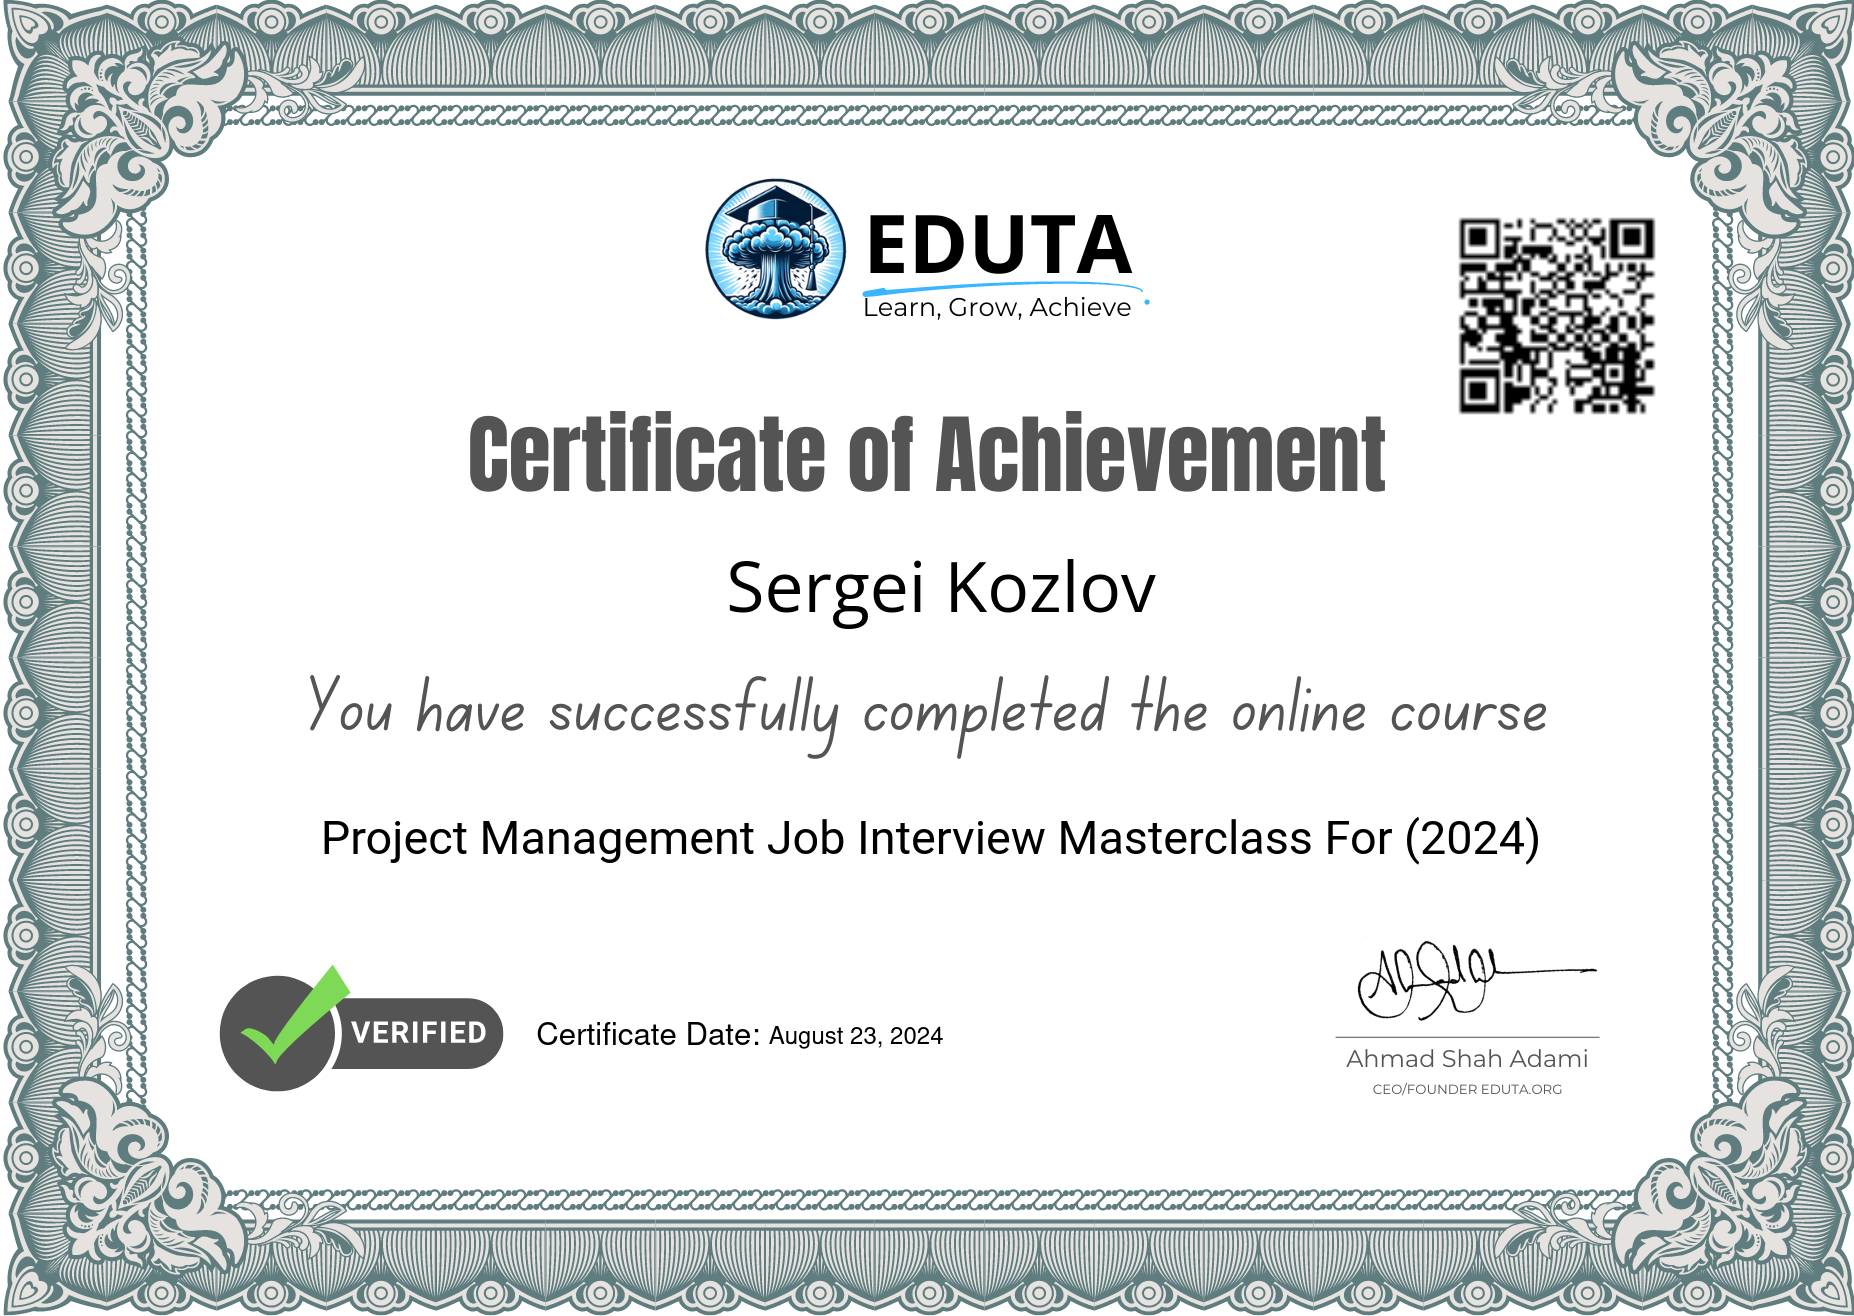 EDUTA
Learn, Grow, Achieve
Certificate of Achievement
Sergei Kozlov
You have successfully completed the online course
Project Management Job Interview Masterclass For (2024)
VERIFIED
Certificate Date: August 23, 2024
Ahmad Shah Adami
CEO/FOUNDER EDUTA.ORG